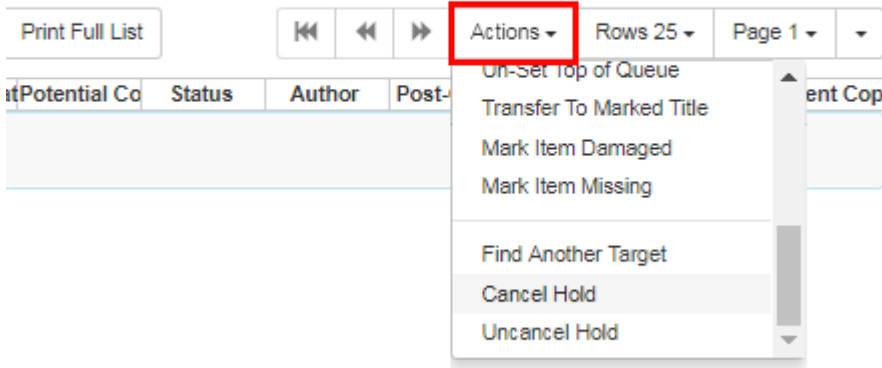 Print Full List Actions Rows 25 Page 1
Potential Co Status Author Post- ent Cop
Un-Set Top of Queue
Transfer To Marked Title
Mark Item Damaged
Mark Item Missing
Find Another Target
Cancel Hold
Uncancel Hold